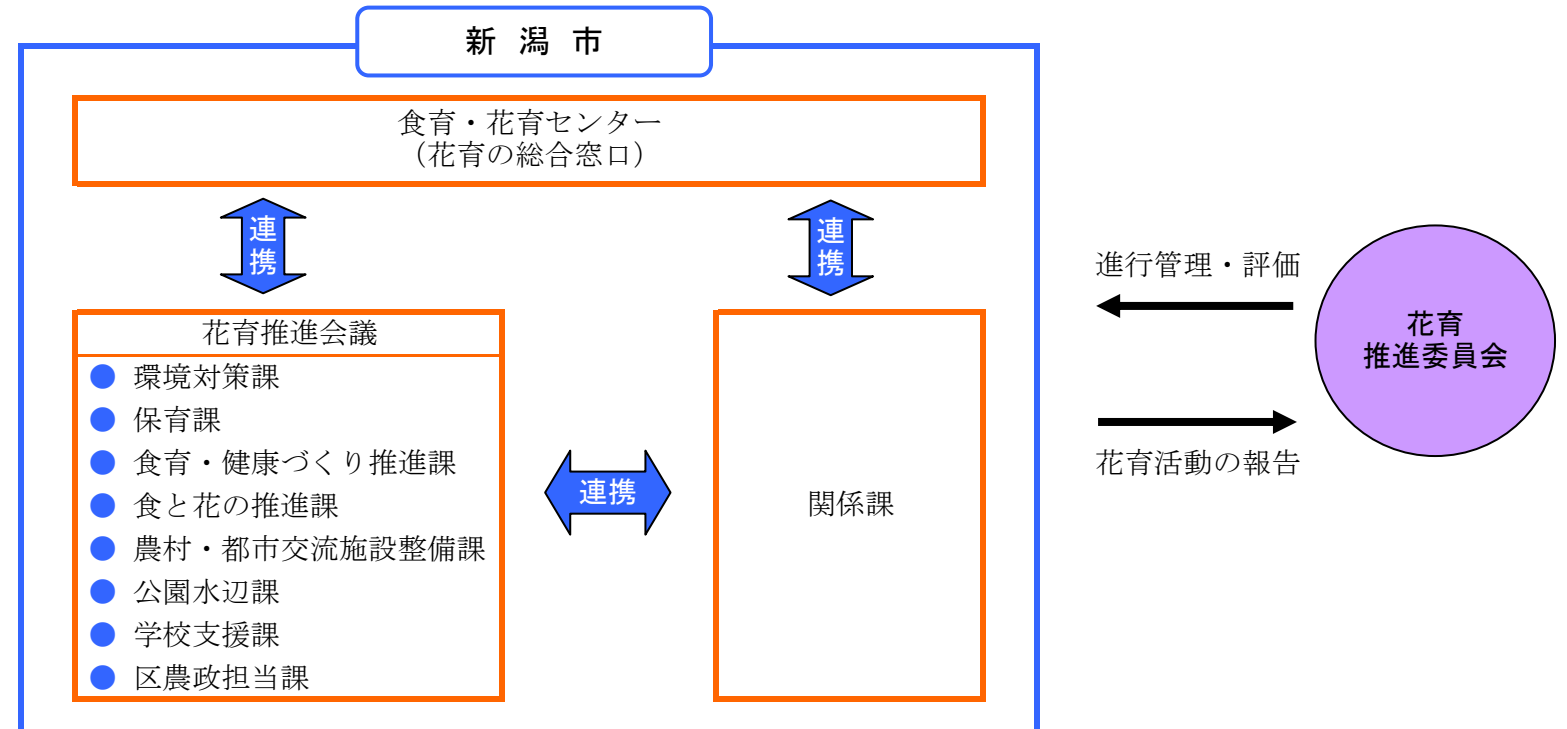 新潟市
食育・花育センター
（花育の総合窓口）
連携
連携
花育推進会議
環境対策課
保育課
食育・健康づくり推進課
食と花の推進課
農村・都市交流施設整備課
公園水辺課
学校支援課
区農政担当課
連携
関係課
進行管理・評価
花育活動の報告
花育
推進委員会